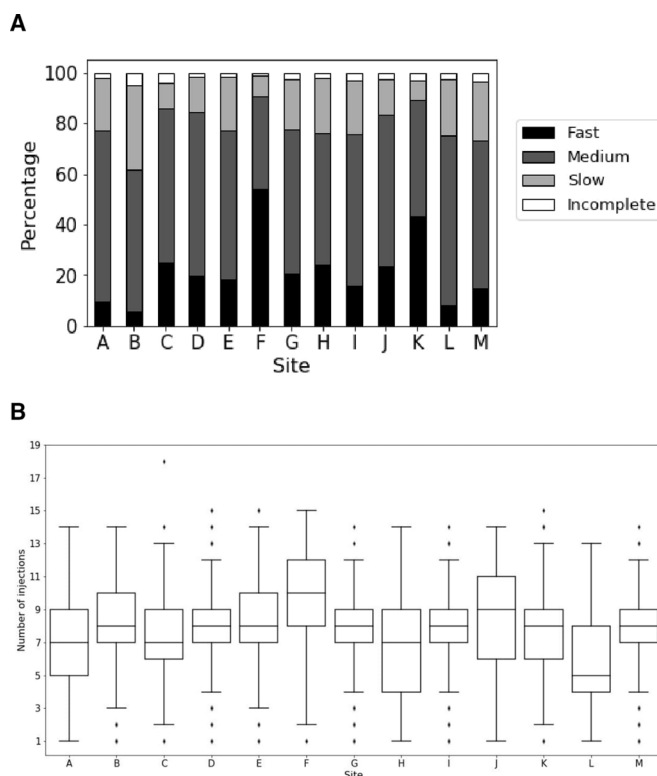 A
Percentage
100
80
60
40
20
0
A B C D E F G H I J K L M
Site
Fast
Medium
Slow
Incomplete
B
Number of injections
19
17
15
13
11
9
7
5
3
1
A B C D E F G H I J K L M
Site